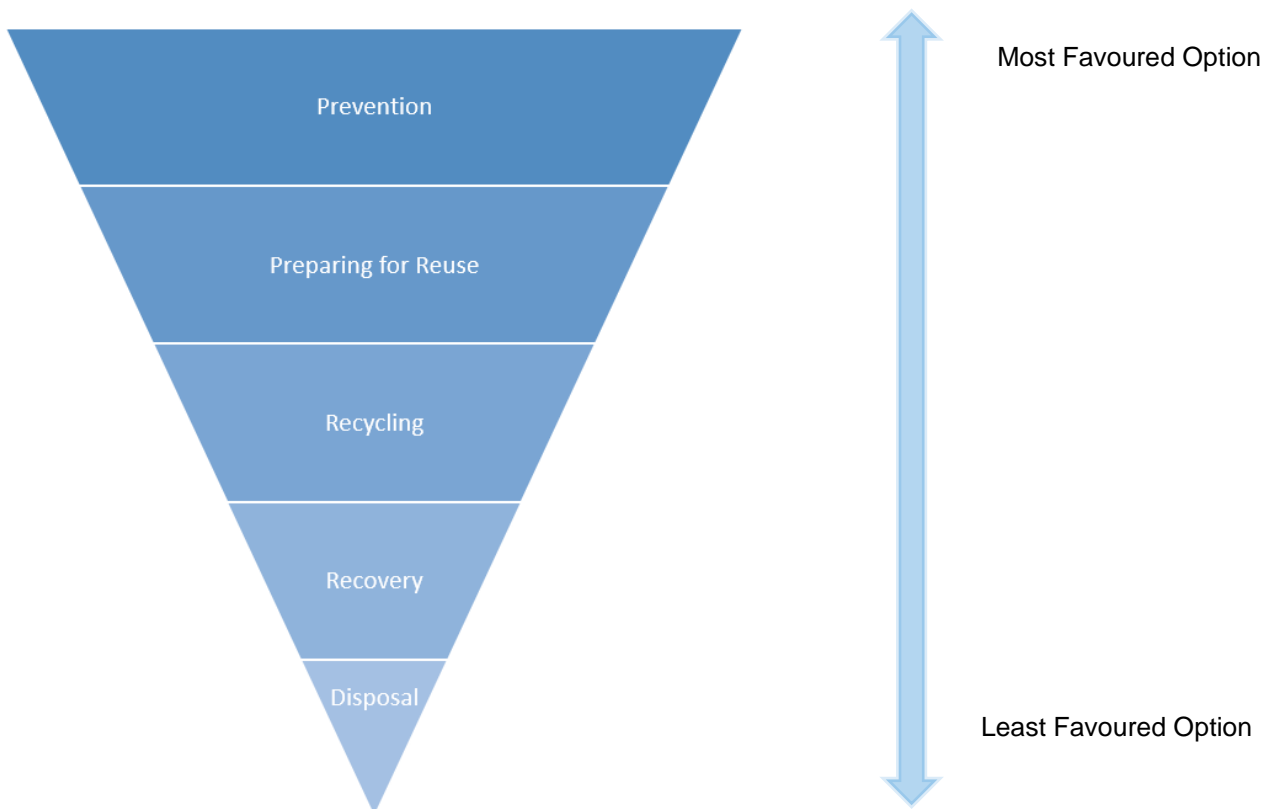 Most Favoured Option
Prevention
Preparing for Reuse
Recycling
Recovery
Disposal
Least Favoured Option